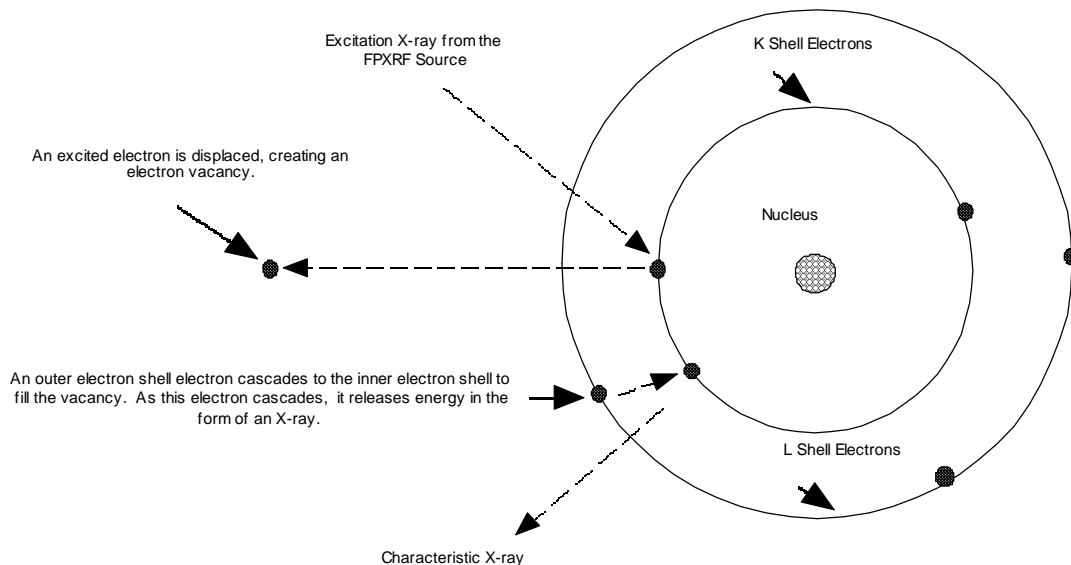 Excitation X-ray from the
FPXRF Source
K Shell Electrons
An excited electron is displaced, creating an
electron vacancy.
Nucleus
An outer electron shell electron cascades to the inner electron shell to
fill the vacancy. As this electron cascades, it releases energy in the
form of an X-ray.
L Shell Electrons
Characteristic X-ray